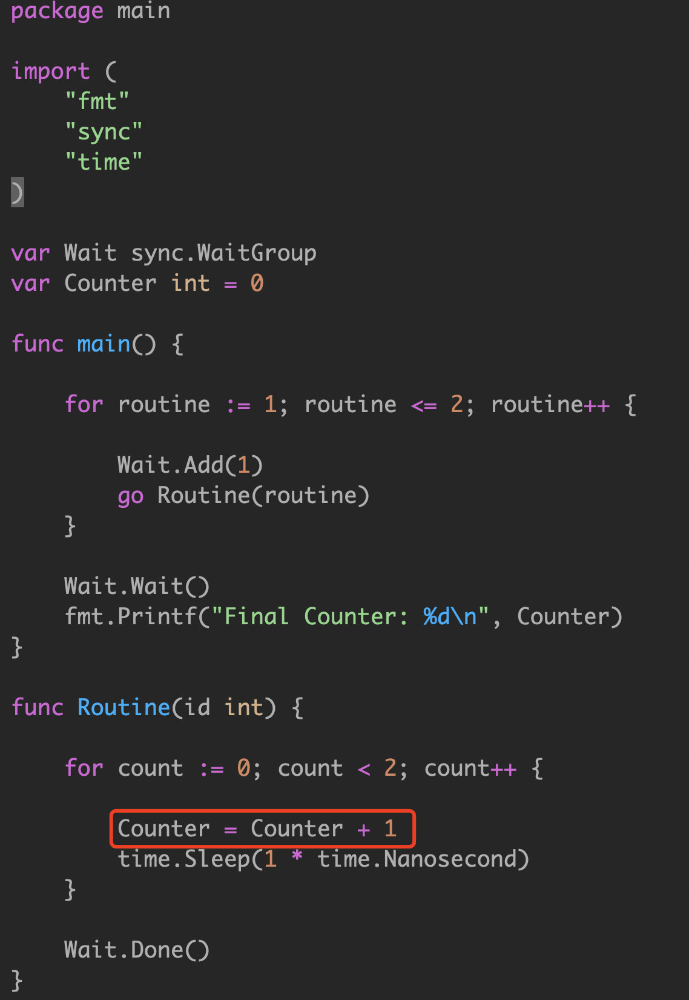 package main
import (
"fmt"
"sync"
"time"
)
var Wait sync.WaitGroup
var Counter int = 0
func main() {
for routine := 1; routine <= 2; routine++ {
Wait.Add(1)
go Routine(routine)
}
Wait.Wait()
fmt.Printf("Final Counter: %d\n", Counter)
}
func Routine(id int) {
for count := 0; count < 2; count++ {
Counter = Counter + 1
time.Sleep(1 * time.Nanosecond)
}
Wait.Done()
}